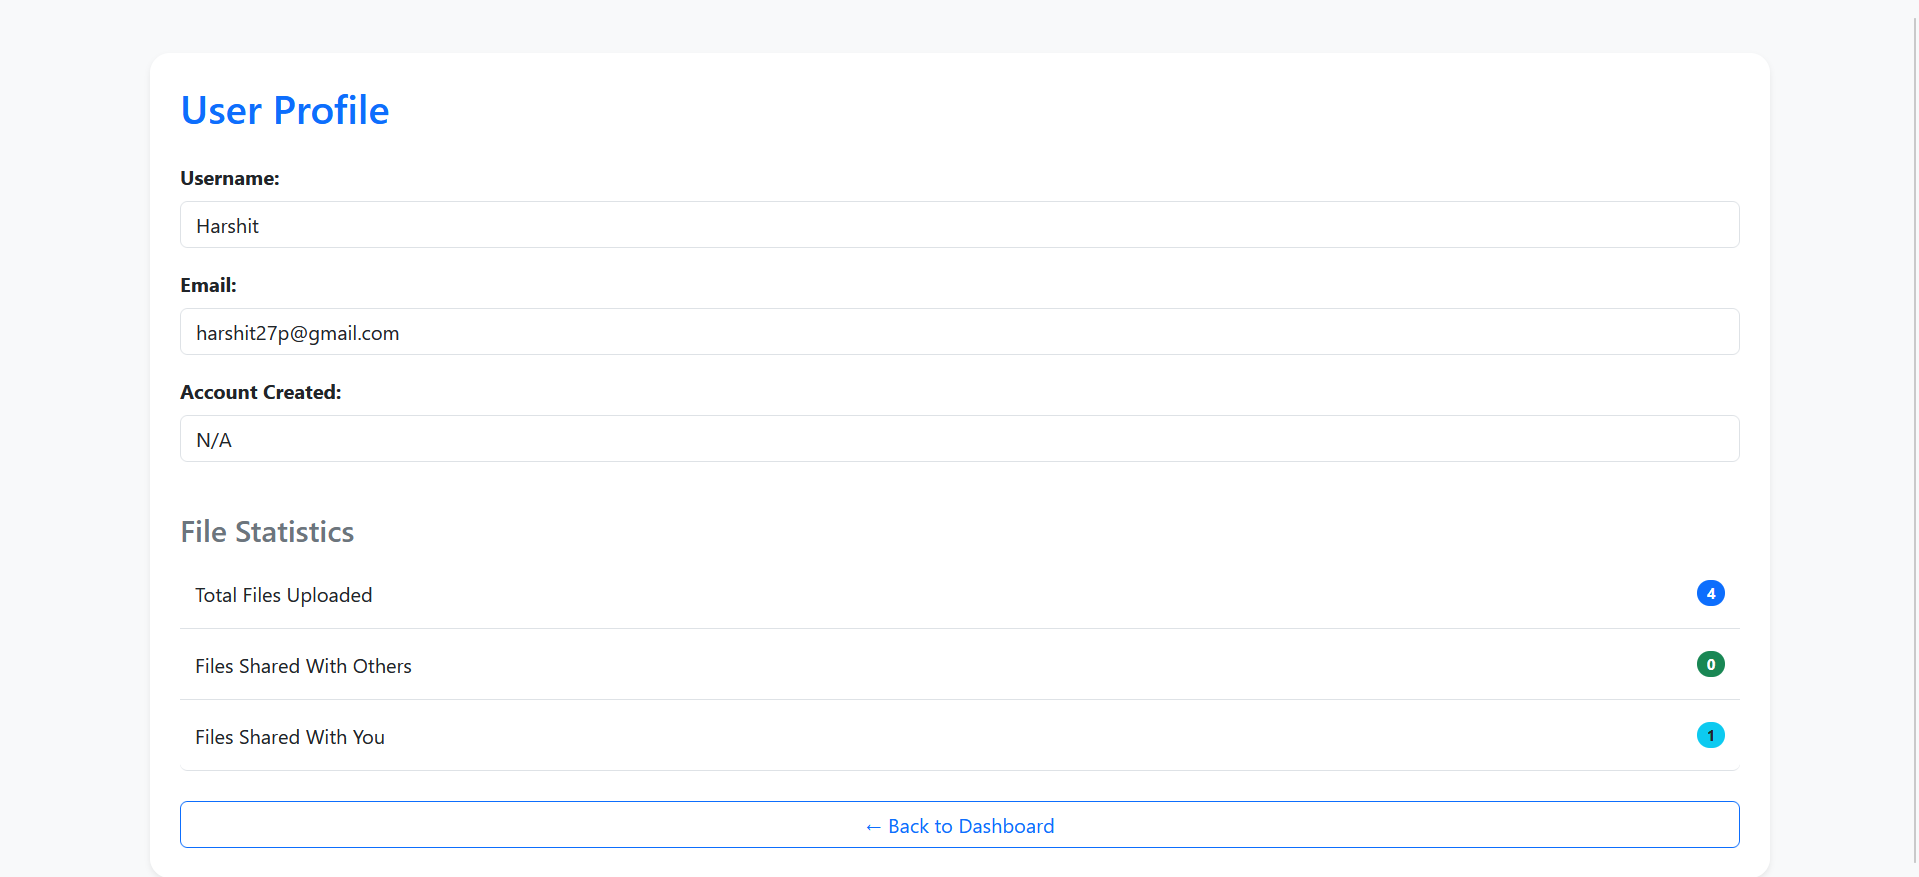 User Profile
Username:
Harshit
Email:
harshit27p@gmail.com
Account Created:
N/A
File Statistics
Total Files Uploaded 4
Files Shared With Others 0
Files Shared With You 1
← Back to Dashboard